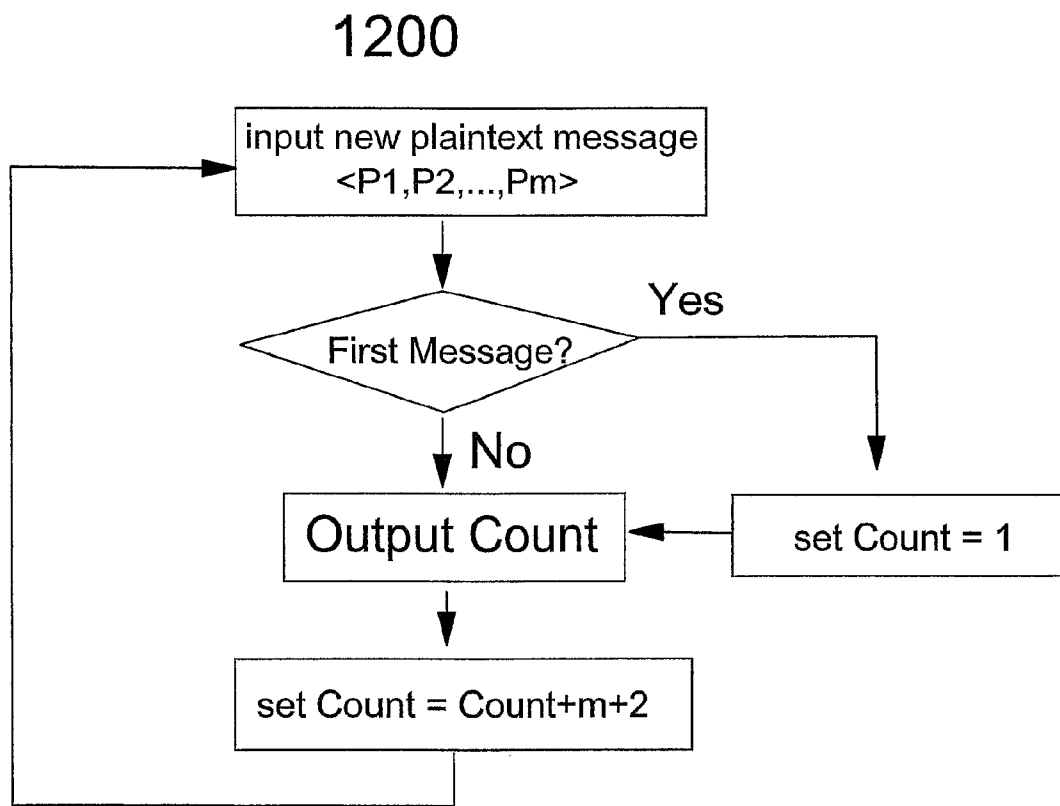 1200
input new plaintext message
<P1,P2,...,Pm>
First Message?
Yes
No
Output Count
set Count = 1
set Count = Count+m+2